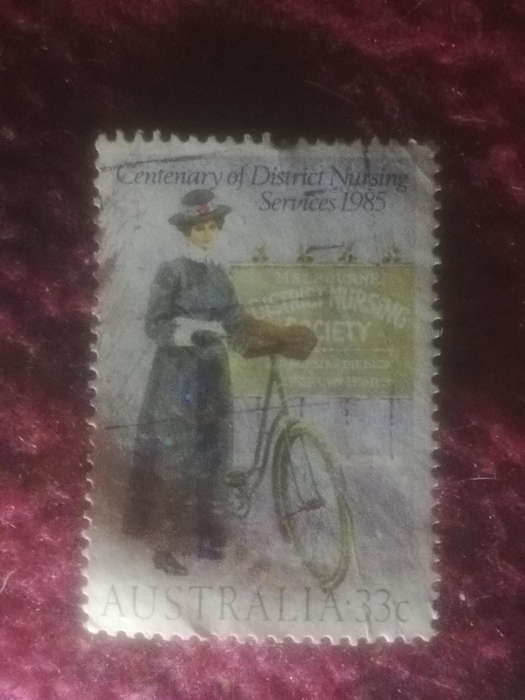 Centenary of District Nursing
Services 1985
DISTRICT NURSING
SOCIETY
AUSTRALIA·33c